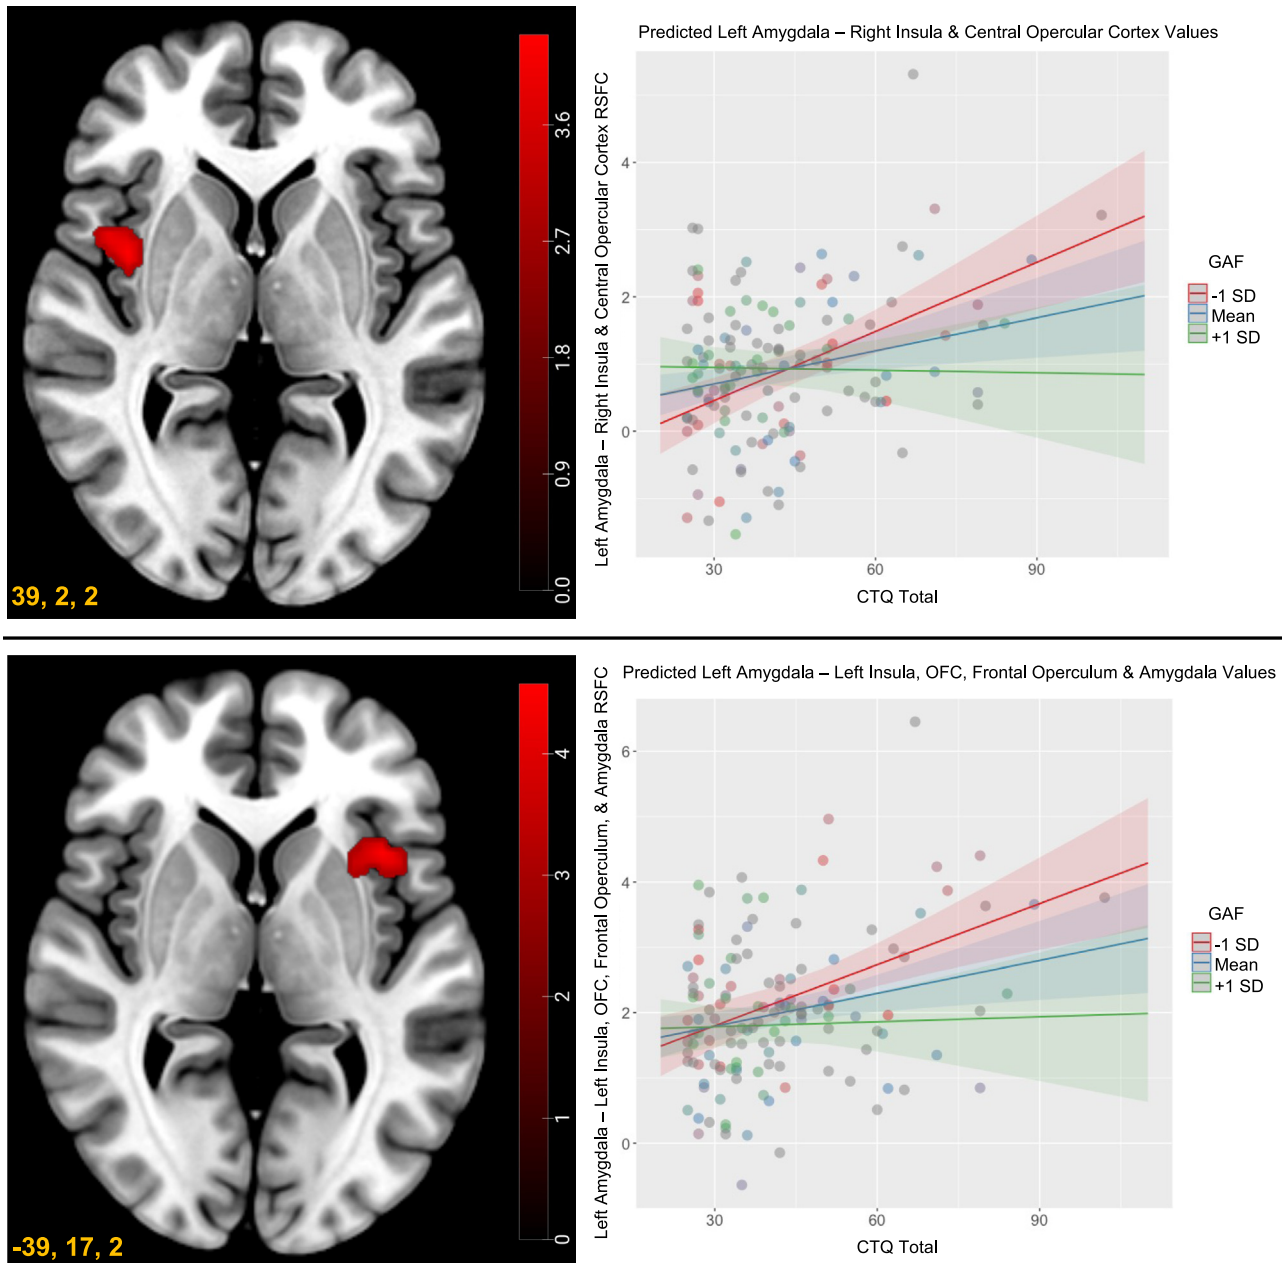 3.6
2.7
1.8
0.9
0.0
39, 2, 2
Predicted Left Amygdala – Right Insula & Central Opercular Cortex Values
Left Amygdala – Right Insula & Central Opercular Cortex RSFC
4
2
0
30
60
90
CTQ Total
GAF
-1 SD
Mean
+1 SD
4
3
2
1
0
-39, 17, 2
Predicted Left Amygdala – Left Insula, OFC, Frontal Operculum & Amygdala Values
Left Amygdala – Left Insula, OFC, Frontal Operculum, & Amygdala RSFC
6
4
2
0
30
60
90
CTQ Total
GAF
-1 SD
Mean
+1 SD